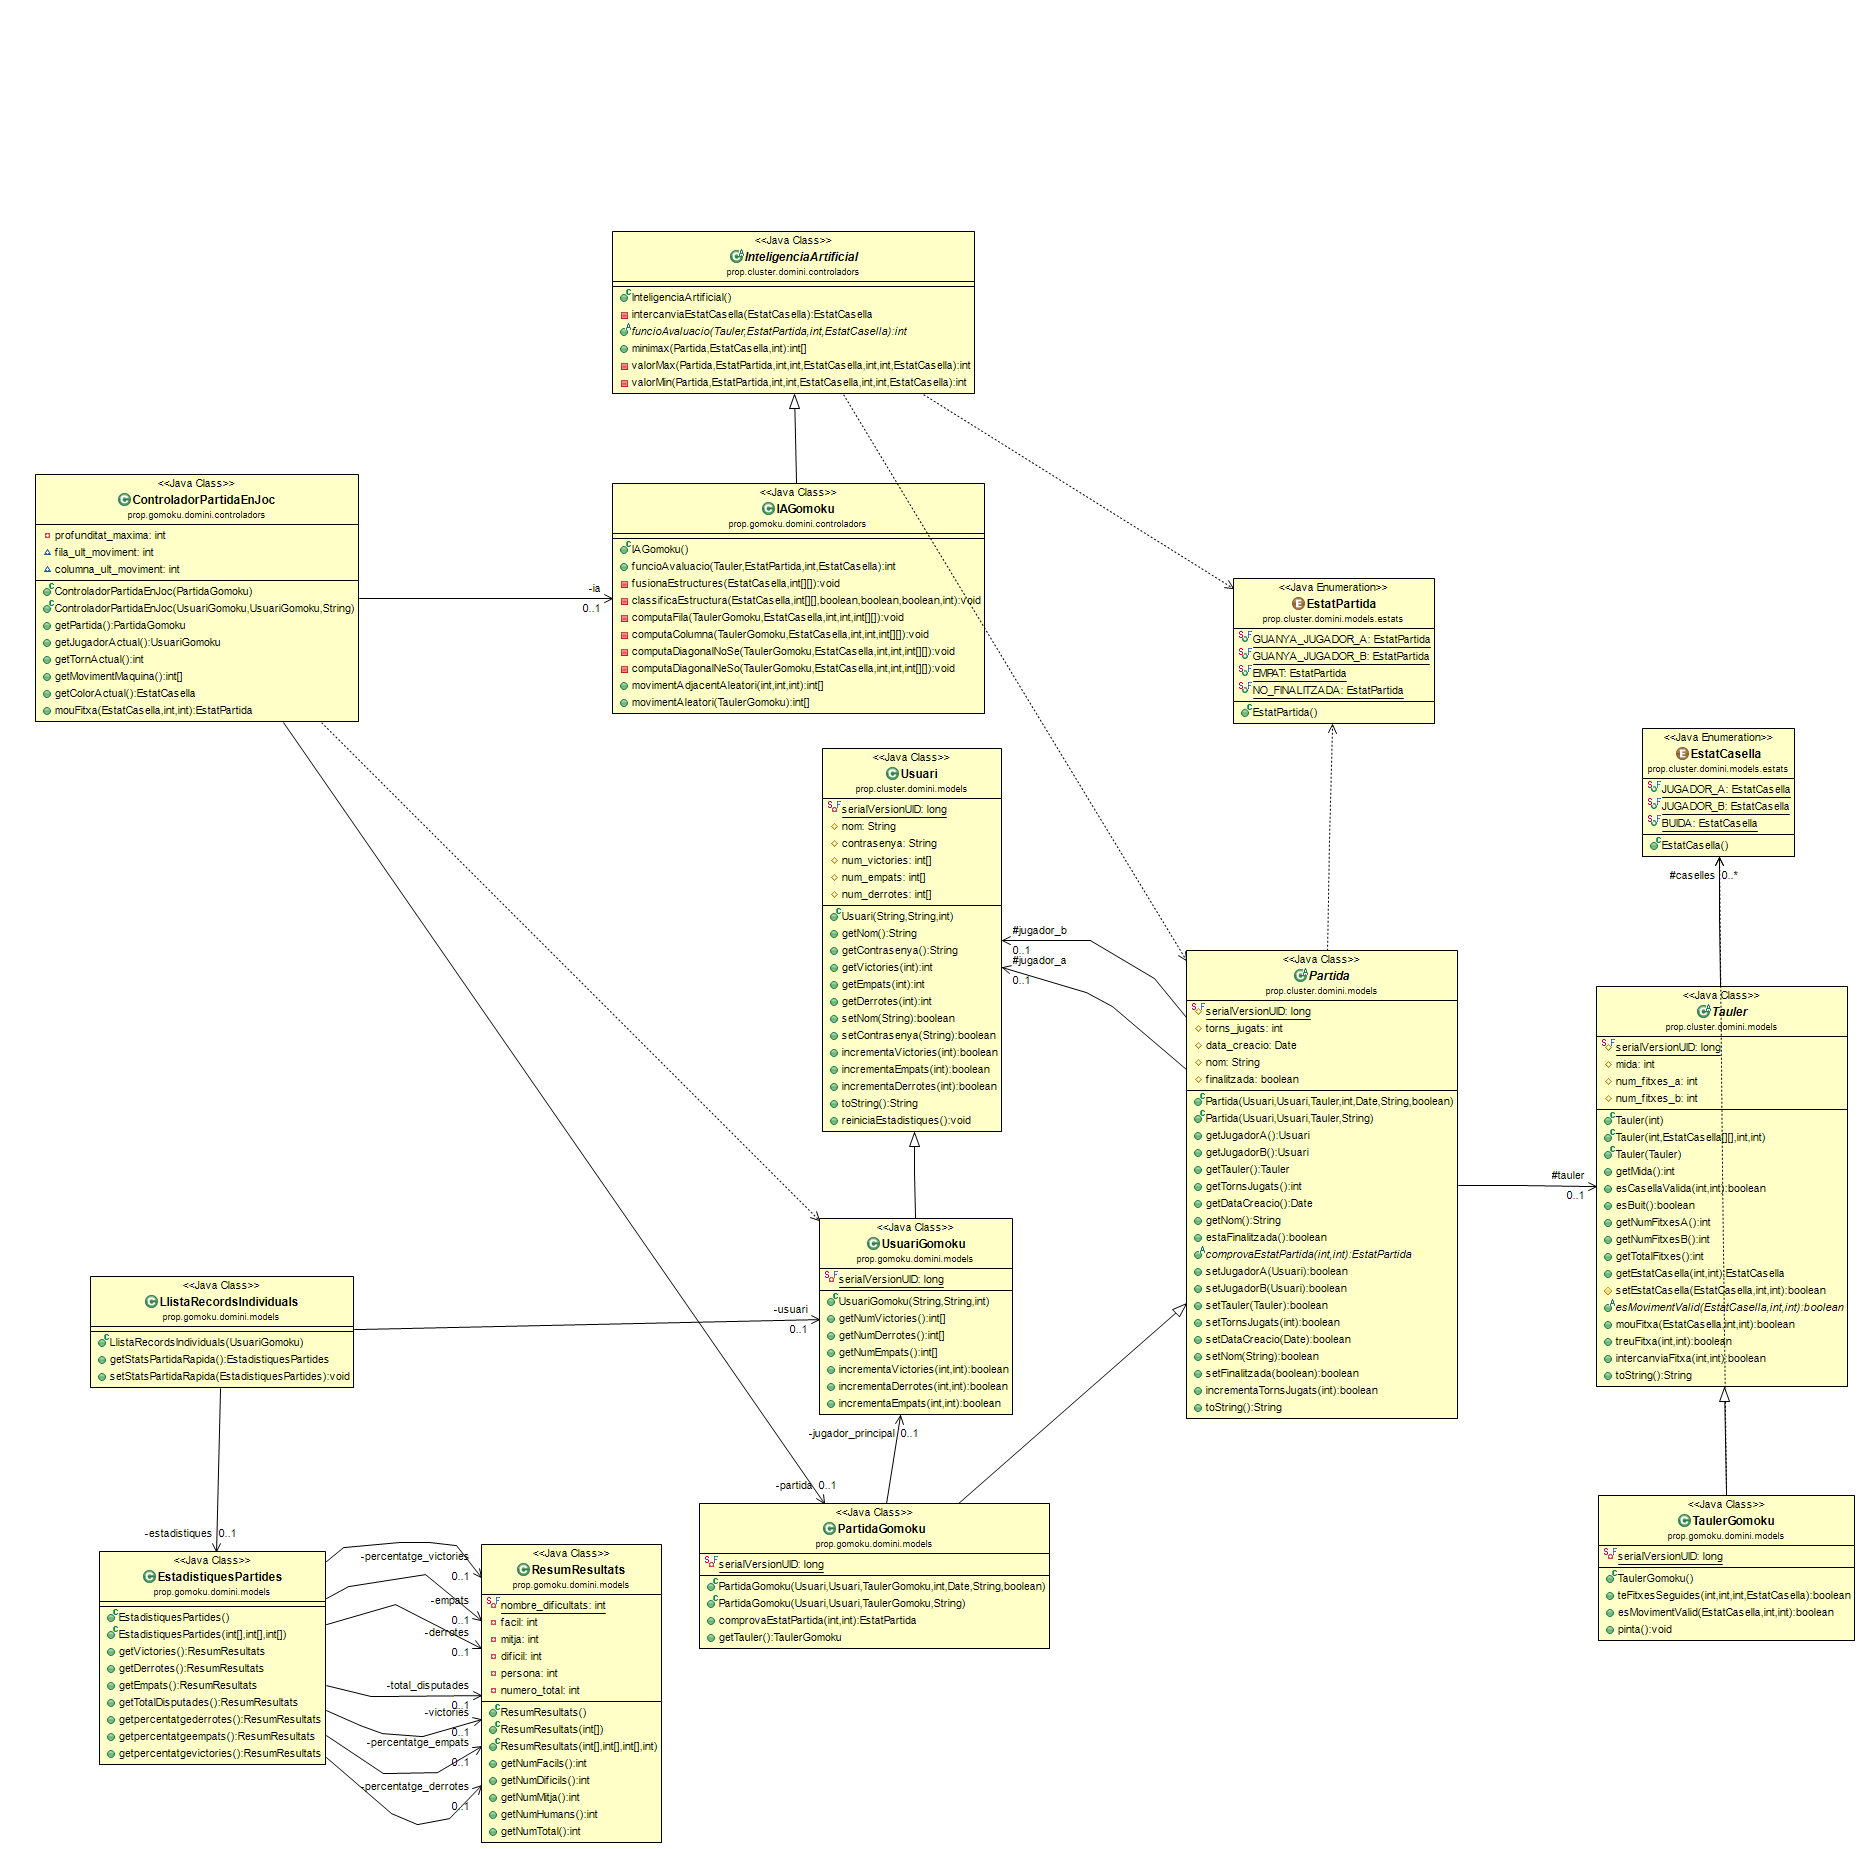 <<Java Class>>
InteligenciaArtificial
prop.cluster.domini.controladors
InteligenciaArtificial()
intercanviaEstatCasella(EstatCasella):EstatCasella
funcioAvaluacio(Tauler,EstatPartida,int,EstatCasella):int
minimax(Partida,EstatCasella,int):int[]
valorMax(Partida,EstatPartida,int,int,EstatCasella,int,int,EstatCasella):int
valorMin(Partida,EstatPartida,int,int,EstatCasella,int,int,EstatCasella):int
<<Java Class>>
ControladorPartidaEnJoc
prop.gomoku.domini.controladors
profunditat_maxima: int
fila_ult_moviment: int
columna_ult_moviment: int
ControladorPartidaEnJoc(PartidaGomoku)
ControladorPartidaEnJoc(UsuariGomoku,UsuariGomoku,String)
getPartida():PartidaGomoku
getJugadorActual():UsuariGomoku
getTornActual():int
getMovimentMaquina():int[]
getColorActual():EstatCasella
mouFitxa(EstatCasella,int,int):EstatPartida
-ia
0..1
<<Java Class>>
IAGomoku
prop.gomoku.domini.controladors
IAGomoku()
funcioAvaluacio(Tauler,EstatPartida,int,EstatCasella):int
fusionaEstructures(EstatCasella,int[][]):void
classificaEstructura(EstatCasella,int[][],boolean,boolean,boolean,int):void
computaFila(TaulerGomoku,EstatCasella,int,int,int[][]):void
computaColumna(TaulerGomoku,EstatCasella,int,int,int[][]):void
computaDiagonalNoSe(TaulerGomoku,EstatCasella,int,int,int[][]):void
computaDiagonalNeSo(TaulerGomoku,EstatCasella,int,int,int[][]):void
movimentAdjacentAleatori(int,int,int):int[]
movimentAleatori(TaulerGomoku):int[]
<<Java Enumeration>>
EstatPartida
prop.cluster.domini.models.estats
GUANYA_JUGADOR_A: EstatPartida
GUANYA_JUGADOR_B: EstatPartida
EMPAT: EstatPartida
NO_FINALITZADA: EstatPartida
EstatPartida()
<<Java Enumeration>>
EstatCasella
prop.cluster.domini.models.estats
JUGADOR_A: EstatCasella
JUGADOR_B: EstatCasella
BUIDA: EstatCasella
EstatCasella()
#caselles 0..*
<<Java Class>>
Usuari
prop.cluster.domini.models
serialVersionUID: long
nom: String
contrasenya: String
num_victories: int[]
num_empats: int[]
num_derrotes: int[]
Usuari(String,String,int)
getNom():String
getContrasenya():String
getVictories(int):int
getEmpats(int):int
getDerrotes(int):int
setNom(String):boolean
setContrasenya(String):boolean
incrementaVictories(int):boolean
incrementaEmpats(int):boolean
incrementaDerrotes(int):boolean
toString():String
reiniciaEstadistiques():void
#jugador_b
0..1
#jugador_a
0..1
<<Java Class>>
Partida
prop.cluster.domini.models
serialVersionUID: long
torns_jugats: int
data_creacio: Date
nom: String
finalitzada: boolean
Partida(Usuari,Usuari,Tauler,int,Date,String,boolean)
Partida(Usuari,Usuari,Tauler,String)
getJugadorA():Usuari
getJugadorB():Usuari
getTauler():Tauler
getTornsJugats():int
getDataCreacio():Date
getNom():String
estaFinalitzada():boolean
comprovaEstatPartida(int,int):EstatPartida
setJugadorA(Usuari):boolean
setJugadorB(Usuari):boolean
setTauler(Tauler):boolean
setTornsJugats(int):boolean
setDataCreacio(Date):boolean
setNom(String):boolean
setFinalitzada(boolean):boolean
incrementaTornsJugats(int):boolean
toString():String
#tauler
0..1
<<Java Class>>
Tauler
prop.cluster.domini.models
serialVersionUID: long
mida: int
num_fitxes_a: int
num_fitxes_b: int
Tauler(int)
Tauler(int,EstatCasella[][],int,int)
Tauler(Tauler)
getMida():int
esCasellaValida(int,int):boolean
esBuit():boolean
getNumFitxesA():int
getNumFitxesB():int
getTotalFitxes():int
getEstatCasella(int,int):EstatCasella
setEstatCasella(EstatCasella,int,int):boolean
esMovimentValid(EstatCasella,int,int):boolean
mouFitxa(EstatCasella,int,int):boolean
treuFitxa(int,int):boolean
intercanviaFitxa(int,int):boolean
toString():String
<<Java Class>>
UsuariGomoku
prop.gomoku.domini.models
serialVersionUID: long
UsuariGomoku(String,String,int)
getNumVictories():int[]
getNumDerrotes():int[]
getNumEmpats():int[]
incrementaVictories(int,int):boolean
incrementaDerrotes(int,int):boolean
incrementaEmpats(int,int):boolean
<<Java Class>>
LlistaRecordsIndividuals
prop.gomoku.domini.models
LlistaRecordsIndividuals(UsuariGomoku)
getStatsPartidaRapida():EstadistiquesPartides
setStatsPartidaRapida(EstadistiquesPartides):void
-usuari
0..1
-jugador_principal 0..1
-partida 0..1
-estadistiques 0..1
<<Java Class>>
EstadistiquesPartides
prop.gomoku.domini.models
EstadistiquesPartides()
EstadistiquesPartides(int[],int[],int[])
getVictories():ResumResultats
getDerrotes():ResumResultats
getEmpats():ResumResultats
getTotalDisputades():ResumResultats
getpercentatgederrotes():ResumResultats
getpercentatgeempats():ResumResultats
getpercentatgevictories():ResumResultats
-percentatge_victories
0..1
-empats
0..1
-derrotes
0..1
-total_disputades
0..1
-victories
0..1
-percentatge_empats
0..1
-percentatge_derrotes
0..1
<<Java Class>>
ResumResultats
prop.gomoku.domini.models
nombre_dificultats: int
facil: int
mitja: int
dificil: int
persona: int
numero_total: int
ResumResultats()
ResumResultats(int[])
ResumResultats(int[],int[],int[],int)
getNumFacils():int
getNumDificils():int
getNumMitja():int
getNumHumans():int
getNumTotal():int
<<Java Class>>
PartidaGomoku
prop.gomoku.domini.models
serialVersionUID: long
PartidaGomoku(Usuari,Usuari,TaulerGomoku,int,Date,String,boolean)
PartidaGomoku(Usuari,Usuari,TaulerGomoku,String)
comprovaEstatPartida(int,int):EstatPartida
getTauler():TaulerGomoku
<<Java Class>>
TaulerGomoku
prop.gomoku.domini.models
serialVersionUID: long
TaulerGomoku()
teFitxesSeguides(int,int,int,EstatCasella):boolean
esMovimentValid(EstatCasella,int,int):boolean
pinta():void